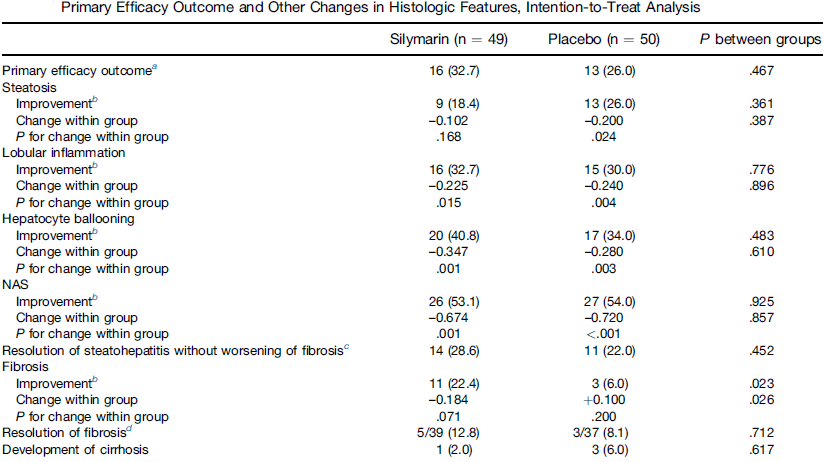 Primary Efficacy Outcome and Other Changes in Histologic Features, Intention-to-Treat Analysis
Silymarin (n = 49) Placebo (n = 50) P between groups
Primary efficacy outcomea 16 (32.7) 13 (26.0) .467
Steatosis
Improvementb 9 (18.4) 13 (26.0) .361
Change within group –0.102 –0.200 .387
P for change within group .168 .024
Lobular inflammation
Improvementb 16 (32.7) 15 (30.0) .776
Change within group –0.225 –0.240 .896
P for change within group .015 .004
Hepatocyte ballooning
Improvementb 20 (40.8) 17 (34.0) .483
Change within group –0.347 –0.280 .610
P for change within group .001 .003
NAS
Improvementb 26 (53.1) 27 (54.0) .925
Change within group –0.674 –0.720 .857
P for change within group .001 <.001
Resolution of steatohepatitis without worsening of fibrosisc 14 (28.6) 11 (22.0) .452
Fibrosis
Improvementb 11 (22.4) 3 (6.0) .023
Change within group –0.184 +0.100 .026
P for change within group .071 .200
Resolution of fibrosisd 5/39 (12.8) 3/37 (8.1) .712
Development of cirrhosis 1 (2.0) 3 (6.0) .617